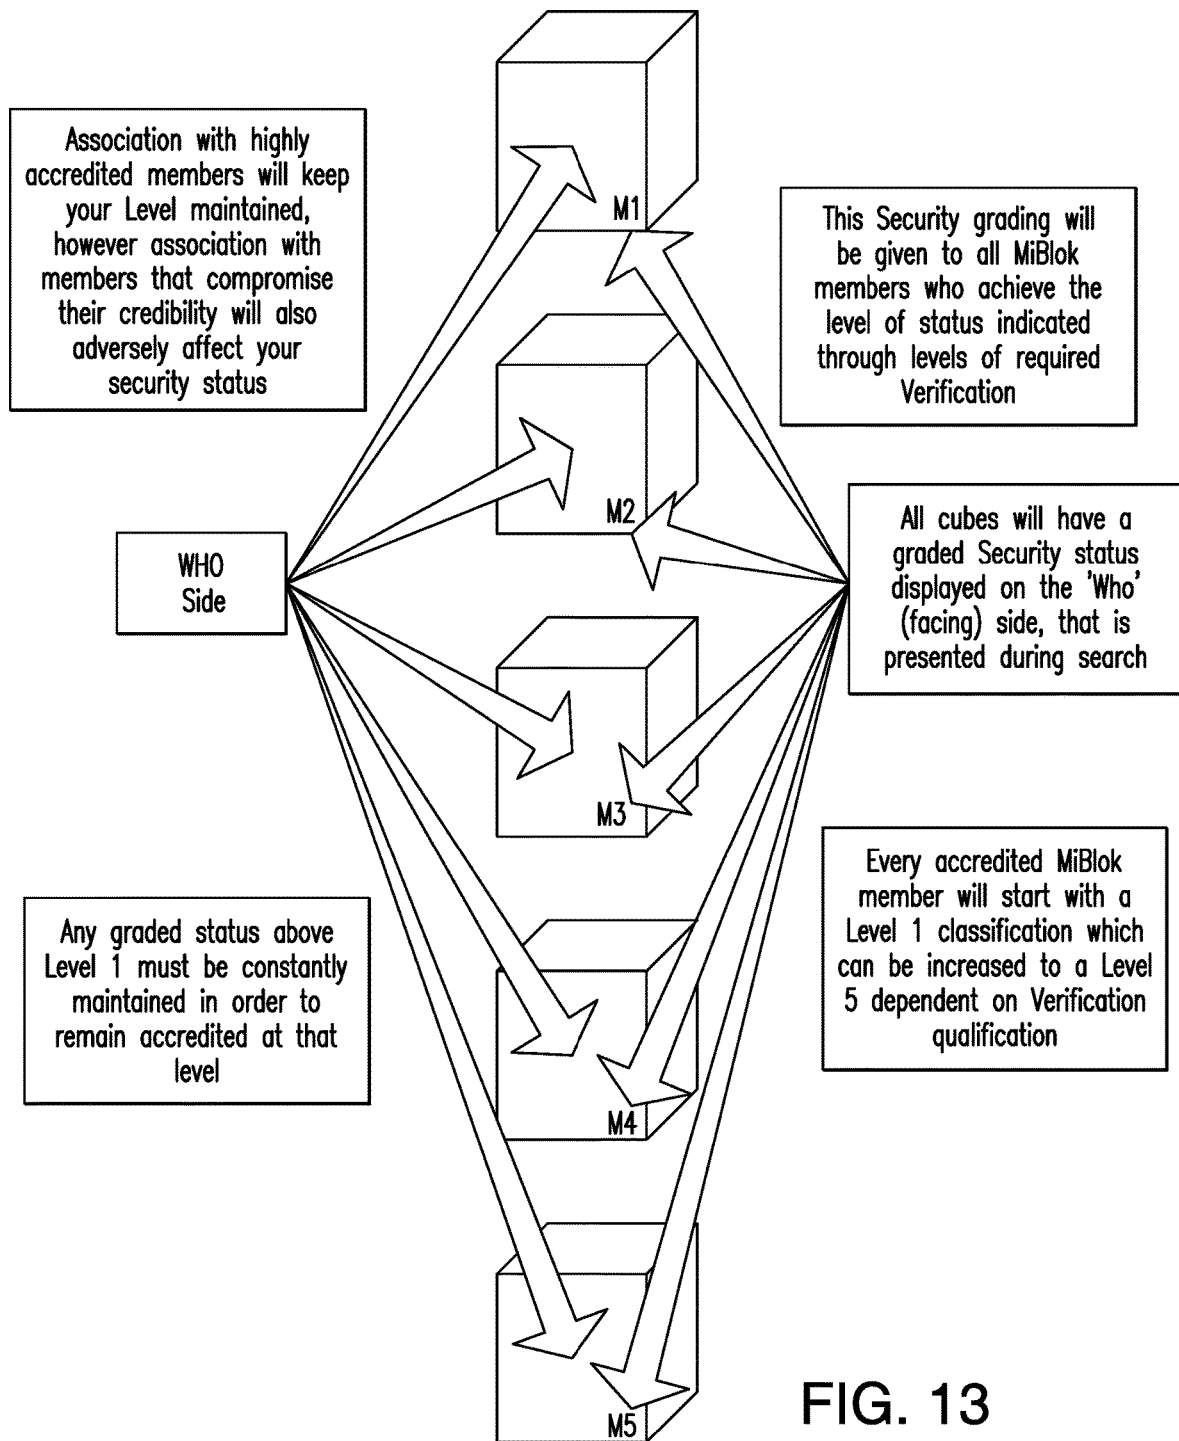 Association with highly
accredited members will keep
your Level maintained,
however association with
members that compromise
their credibility will also
adversely affect your
security status
M1
This Security grading will
be given to all MiBlok
members who achieve the
level of status indicated
through levels of required
Verification
M2
WHO
Side
All cubes will have a
graded Security status
displayed on the 'Who'
(facing) side, that is
presented during search
M3
Any graded status above
Level 1 must be constantly
maintained in order to
remain accredited at that
level
Every accredited MiBlok
member will start with a
Level 1 classification which
can be increased to a Level
5 dependent on Verification
qualification
M4
M5
FIG. 13